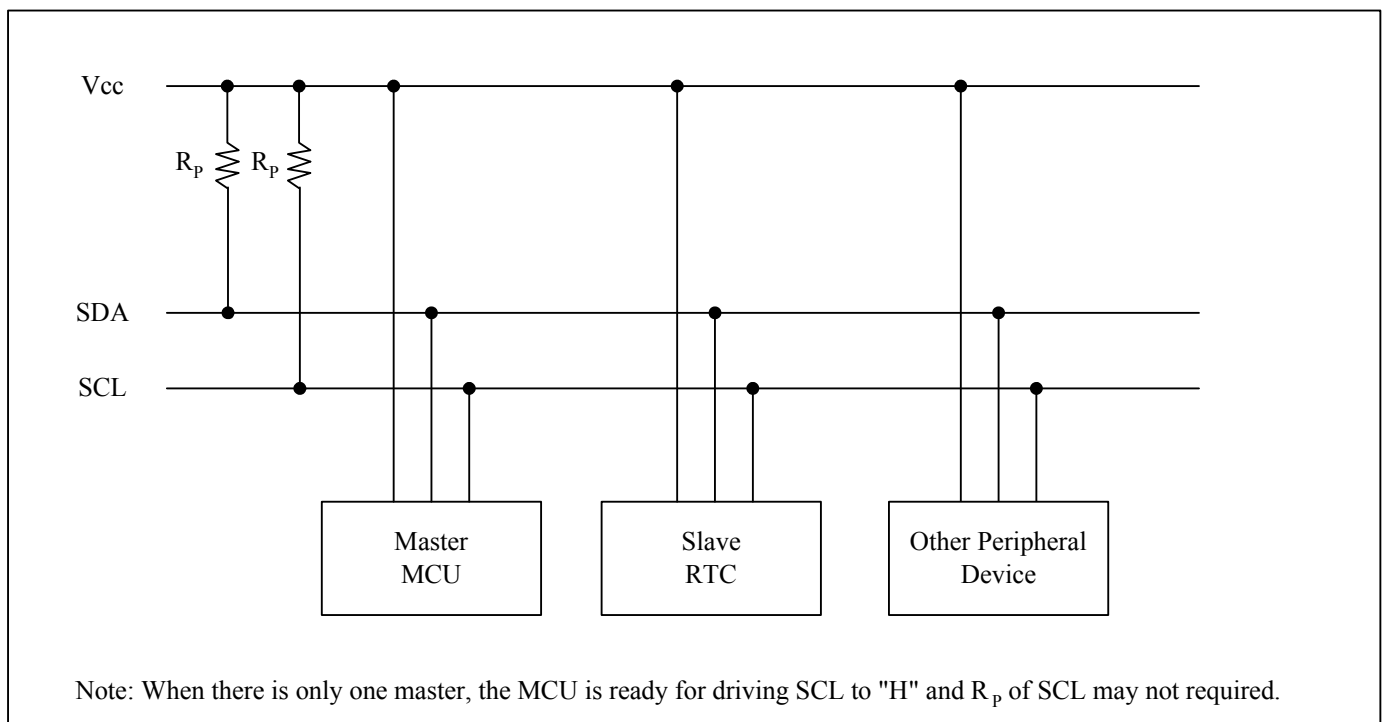 Vcc
R_P R_P
SDA
SCL
Master
MCU
Slave
RTC
Other Peripheral
Device
Note: When there is only one master, the MCU is ready for driving SCL to "H" and R_P of SCL may not required.